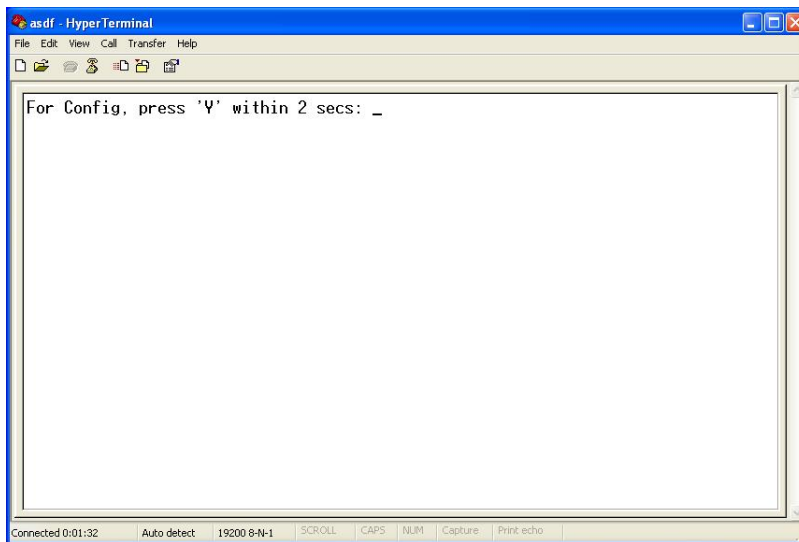 asdf - HyperTerminal
File Edit View Call Transfer Help
For Config, press 'Y' within 2 secs: _
Connected 0:01:32 Auto detect 19200 8-N-1 SCROLL CAPS NUM Capture Print echo